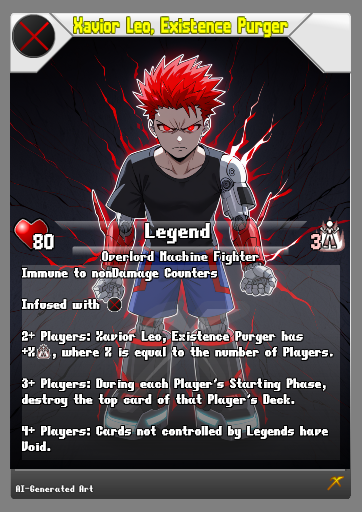 Xavior Leo, Existence Purger
80
Legend
3
Overlord Machine Fighter
Immune to nonDamage Counters
Infused with
2+ Players: Xavior Leo, Existence Purger has
+X, where X is equal to the number of Players.
3+ Players: During each Player's Starting Phase,
destroy the top card of that Player's Deck.
4+ Players: Cards not controlled by Legends have
Void.
AI-Generated Art